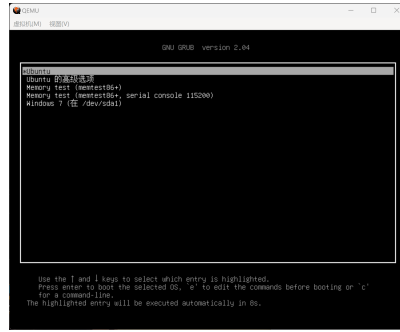 QEMU
虚拟机(M) 视图(V)
GNU GRUB version 2.04
*Ubuntu
Ubuntu 的高级选项
Memory test (memtest86+)
Memory test (memtest86+, serial console 115200)
Windows 7 (在 /dev/sda1)
Use the ↑ and ↓ keys to select which entry is highlighted.
Press enter to boot the selected OS, `e' to edit the commands before booting or `c'
for a command-line.
The highlighted entry will be executed automatically in 8s.